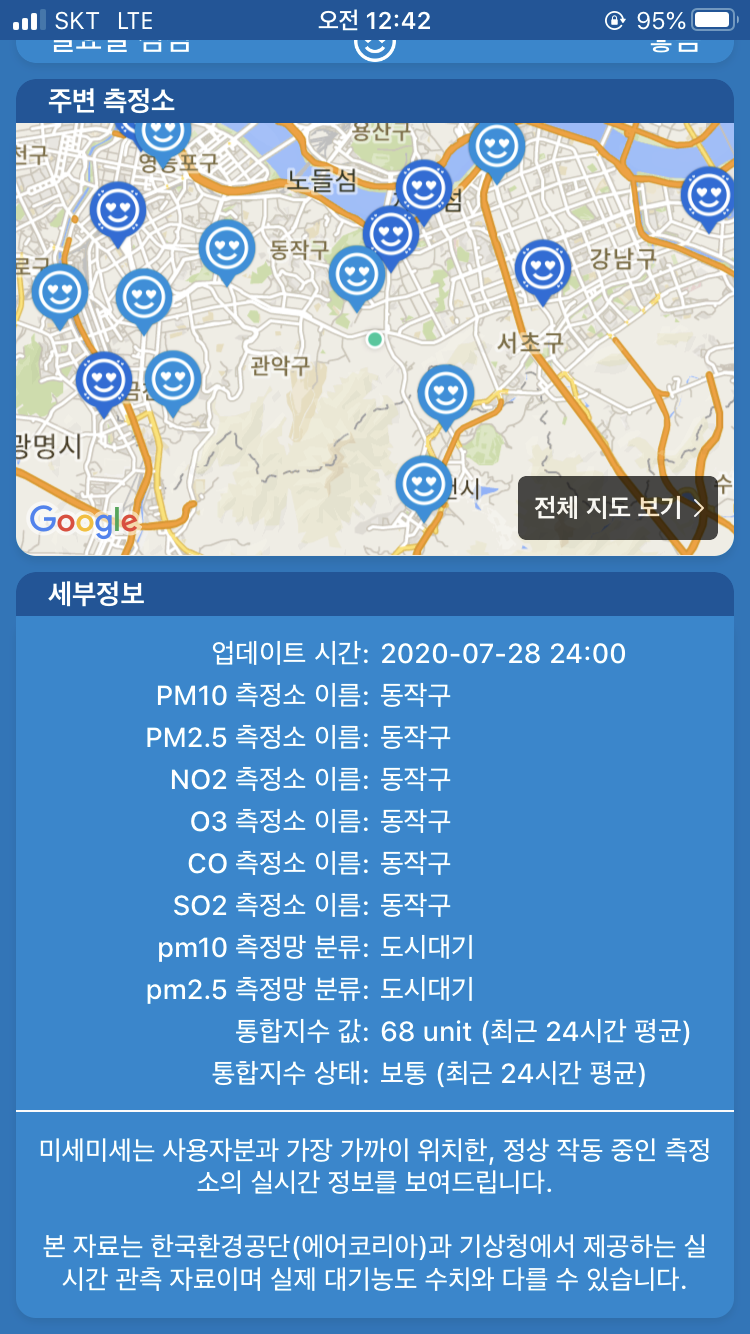 SKT LTE 오전 12:42 95%
주변 측정소
용산구
영등포구
노들섬
동작구
강남구
서초구
관악구
광명시
전체 지도 보기 >
Google
세부정보
업데이트 시간: 2020-07-28 24:00
PM10 측정소 이름: 동작구
PM2.5 측정소 이름: 동작구
NO2 측정소 이름: 동작구
O3 측정소 이름: 동작구
CO 측정소 이름: 동작구
SO2 측정소 이름: 동작구
pm10 측정망 분류: 도시대기
pm2.5 측정망 분류: 도시대기
통합지수 값: 68 unit (최근 24시간 평균)
통합지수 상태: 보통 (최근 24시간 평균)
미세미세는 사용자분과 가장 가까이 위치한, 정상 작동 중인 측정
소의 실시간 정보를 보여드립니다.
본 자료는 한국환경공단(에어코리아)과 기상청에서 제공하는 실
시간 관측 자료이며 실제 대기농도 수치와 다를 수 있습니다.